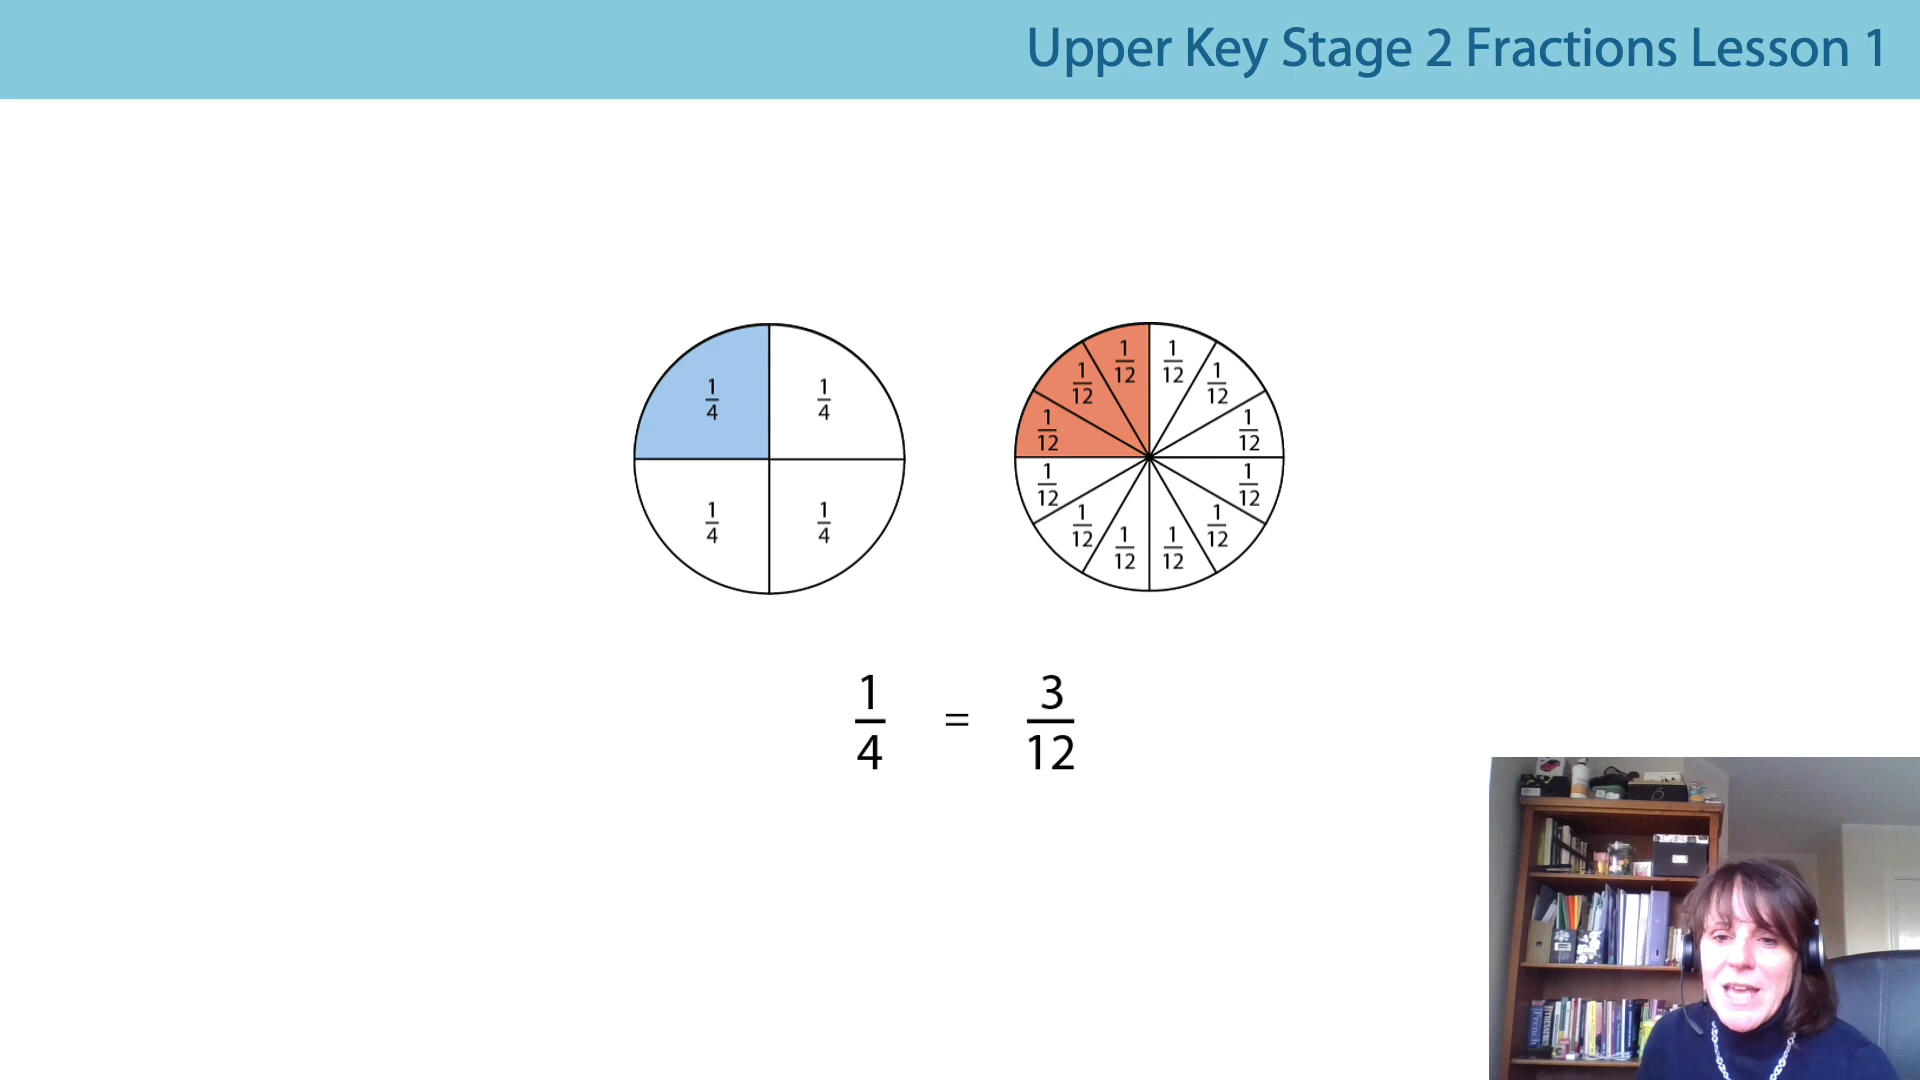 Upper Key Stage 2 Fractions Lesson 1
1/4 1/4
1/4 1/4
1/12 1/12 1/12 1/12 1/12 1/12
1/12 1/12 1/12 1/12 1/12 1/12
1/4 = 3/12
French